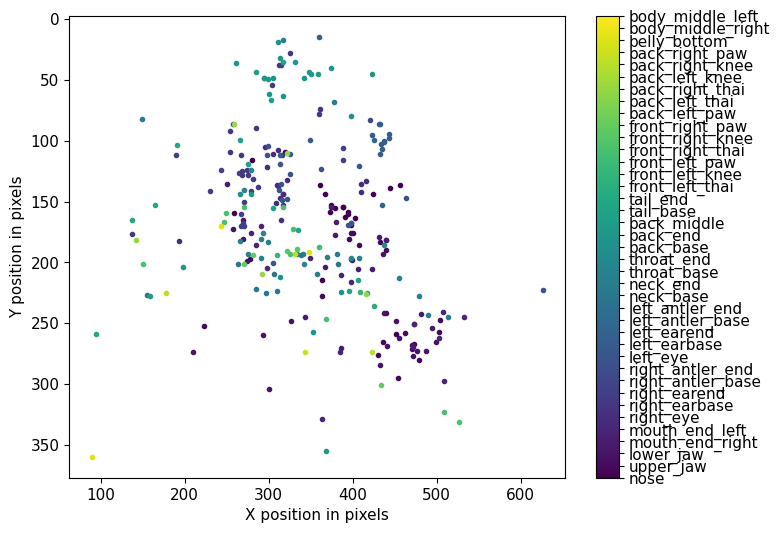 0
50
100
150
200
250
300
350
Y position in pixels
100
200
300
400
500
600
X position in pixels
body_middle_left
body_middle_right
belly_bottom
back_right_paw
back_right_knee
back_left_knee
back_right_thai
back_left_thai
back_left_paw
front_right_paw
front_right_knee
front_right_thai
front_left_paw
front_left_knee
front_left_thai
tail_end
tail_base
back_middle
back_end
back_base
throat_end
throat_base
neck_end
neck_base
left_antler_end
left_antler_base
left_earend
left_earbase
left_eye
right_antler_end
right_antler_base
right_earend
right_earbase
right_eye
mouth_end_left
mouth_end_right
lower_jaw
upper_jaw
nose